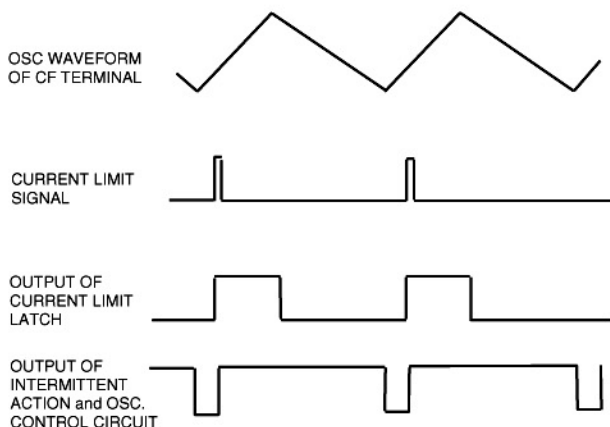 OSC WAVEFORM
OF CF TERMINAL
CURRENT LIMIT
SIGNAL
OUTPUT OF
CURRENT LIMIT
LATCH
OUTPUT OF
INTERMITTENT
ACTION and OSC.
CONTROL CIRCUIT